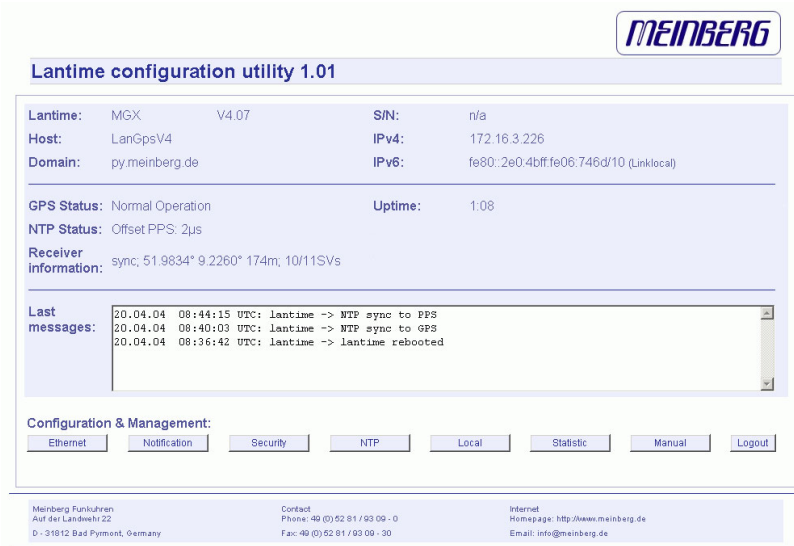 MEINBERG
Lantime configuration utility 1.01
Lantime: MGX V4.07 S/N: n/a
Host: LanGpsV4 IPv4: 172.16.3.226
Domain: py.meinberg.de IPv6: fe80::2e0:4bff:fe06:746d/10 (Linklocal)
GPS Status: Normal Operation Uptime: 1:08
NTP Status: Offset PPS: 2µs
Receiver
information: sync; 51.9834° 9.2260° 174m; 10/11SVs
Last
messages:
20.04.04 08:44:15 UTC: lantime -> NTP sync to PPS
20.04.04 08:40:03 UTC: lantime -> NTP sync to GPS
20.04.04 08:36:42 UTC: lantime -> lantime rebooted
Configuration & Management:
Ethernet Notification Security NTP Local Statistic Manual Logout
Meinberg Funkuhren Contact Internet
Auf der Landwehr 22 Phone: 49 (0) 52 81 / 93 09 - 0 Homepage: http://www.meinberg.de
D - 31812 Bad Pyrmont, Germany Fax: 49 (0) 52 81 / 93 09 - 30 Email: info@meinberg.de